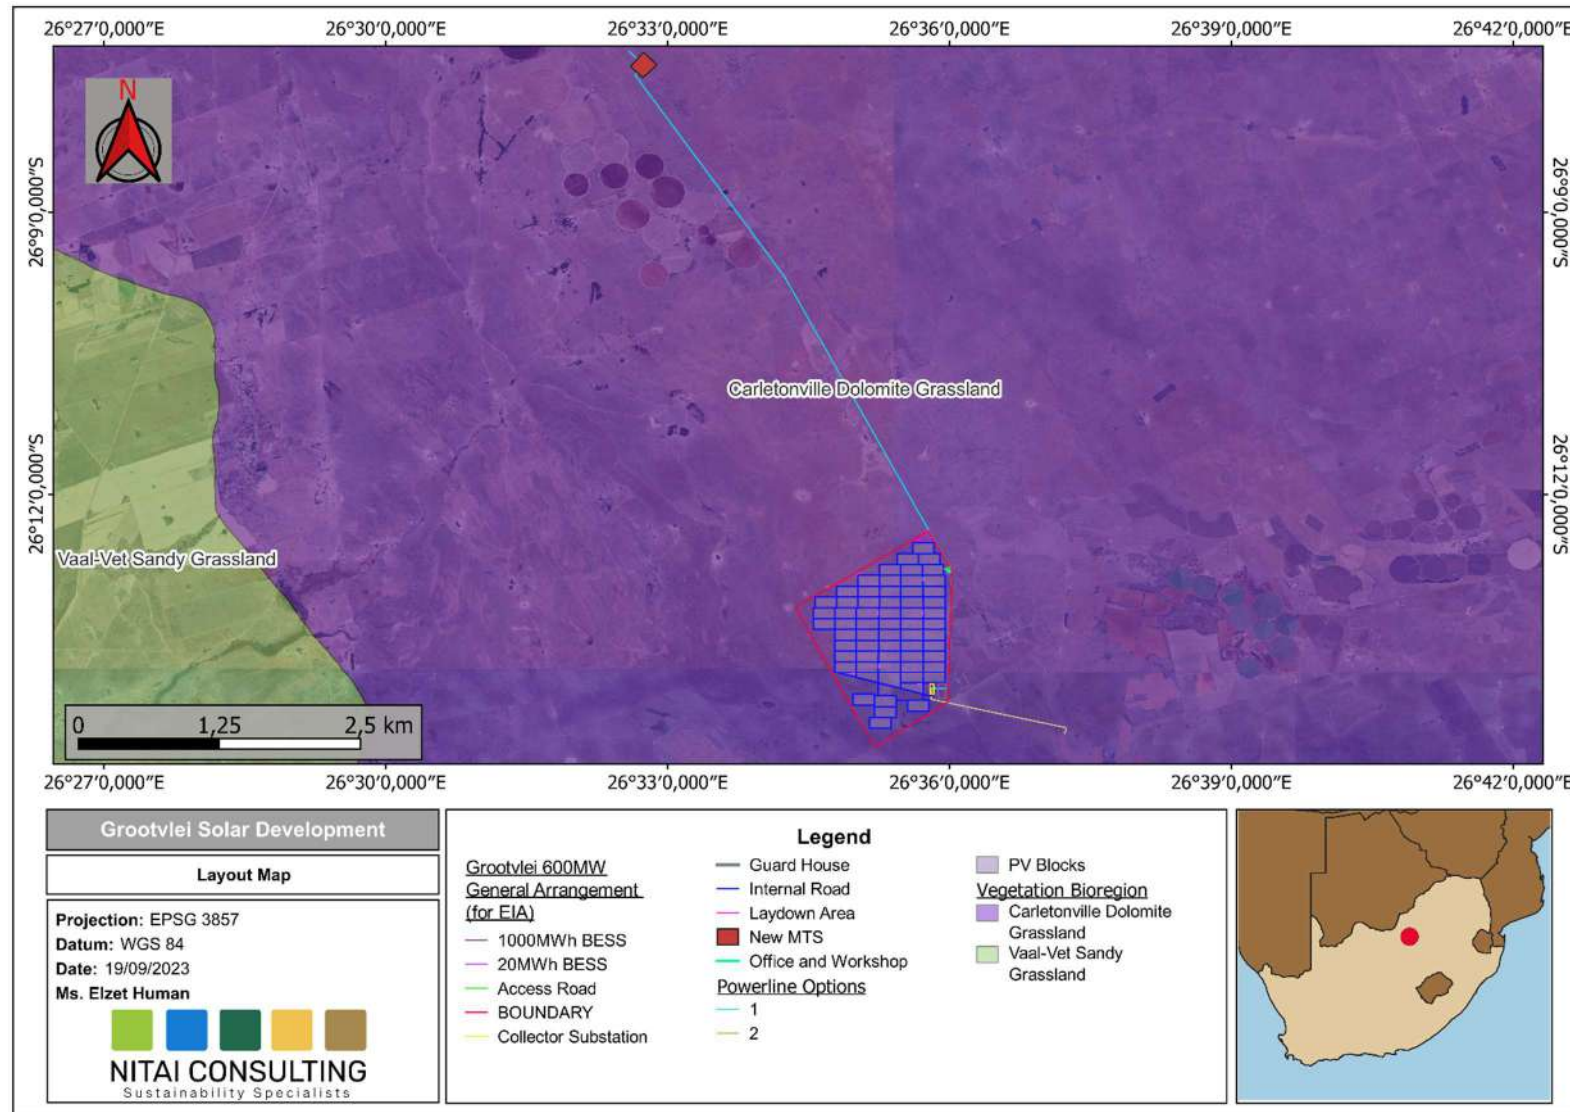 26°27'0,000"E 26°30'0,000"E 26°33'0,000"E 26°36'0,000"E 26°39'0,000"E 26°42'0,000"E
N
26°9'0,000"S
26°9'0,000"S
Carletonville Dolomite Grassland
26°12'0,000"S
26°12'0,000"S
Vaal-Vet Sandy Grassland
0 1,25 2,5 km
26°27'0,000"E 26°30'0,000"E 26°33'0,000"E 26°36'0,000"E 26°39'0,000"E 26°42'0,000"E
Grootvlei Solar Development
Layout Map
Projection: EPSG 3857
Datum: WGS 84
Date: 19/09/2023
Ms. Elzet Human
NITAI CONSULTING
Sustainability Specialists
Legend
Grootvlei 600MW
General Arrangement
(for EIA)
1000MWh BESS
20MWh BESS
Access Road
BOUNDARY
Collector Substation
Guard House
Internal Road
Laydown Area
New MTS
Office and Workshop
Powerline Options
1
2
PV Blocks
Vegetation Bioregion
Carletonville Dolomite
Grassland
Vaal-Vet Sandy
Grassland